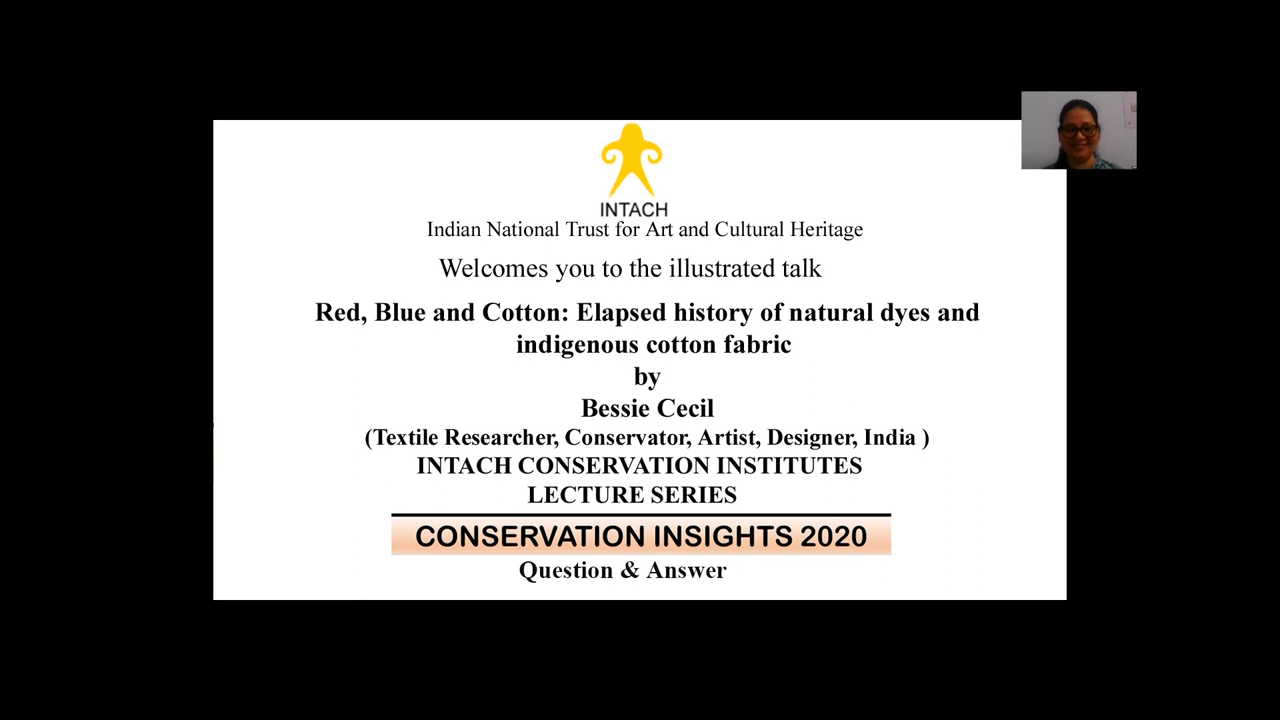 INTACH
Indian National Trust for Art and Cultural Heritage
Welcomes you to the illustrated talk
Red, Blue and Cotton: Elapsed history of natural dyes and
indigenous cotton fabric
by
Bessie Cecil
(Textile Researcher, Conservator, Artist, Designer, India )
INTACH CONSERVATION INSTITUTES
LECTURE SERIES
CONSERVATION INSIGHTS 2020
Question & Answer